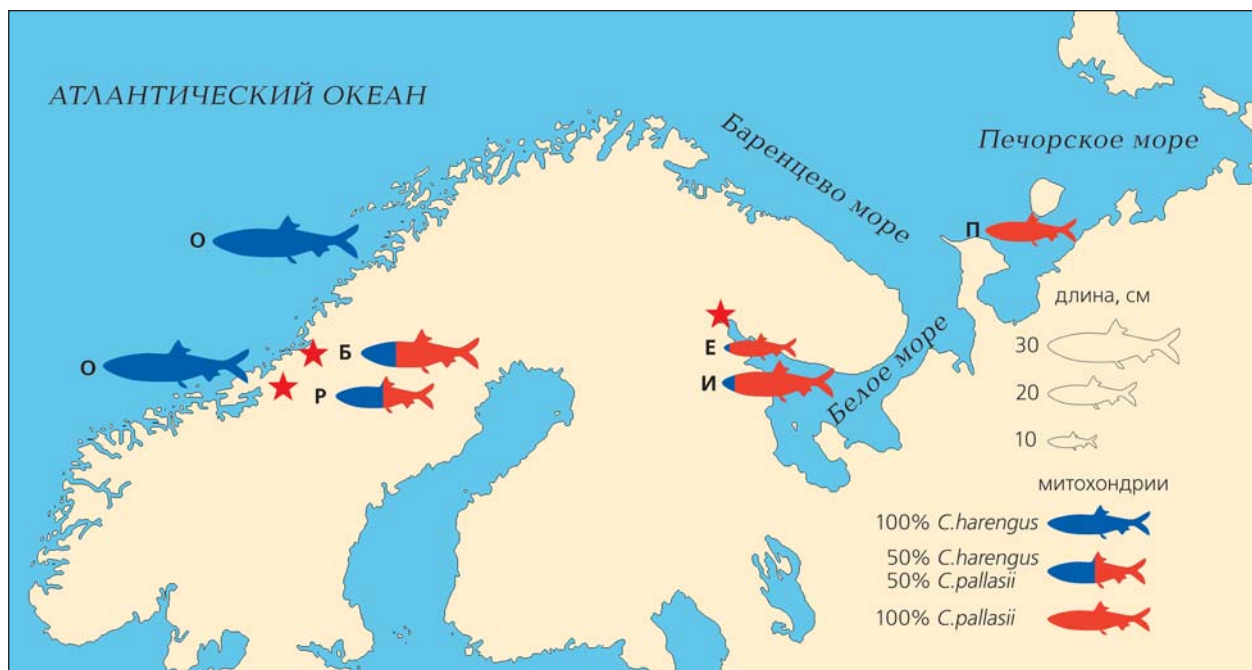 АТЛАНТИЧЕСКИЙ ОКЕАН
Баренцево море
Печорское море
О
П
длина, см
О
Б
Е
30
Р
И
Белое море
20
10
митохондрии
100% C.harengus
50% C.harengus
50% C.pallasii
100% C.pallasii